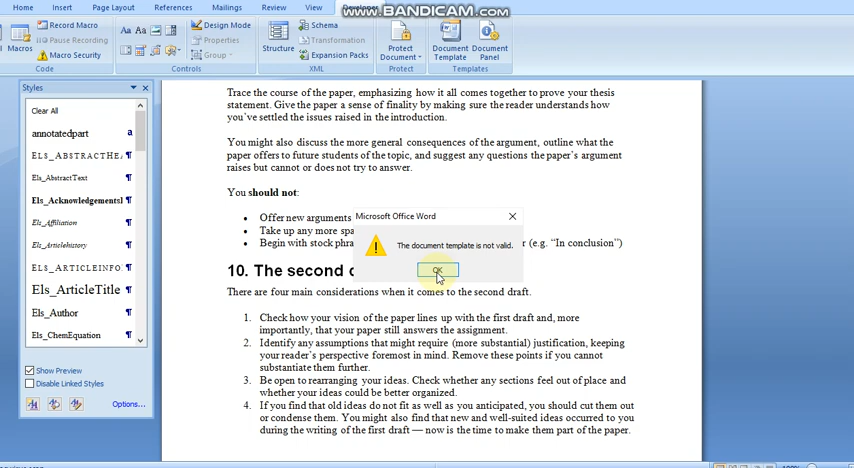 www.BANDICAM.com
Home Insert Page Layout References Mailings Review View
Macros
Record Macro
Pause Recording
Macro Security
Code
Aa Aa
Design Mode
Properties
Group
Controls
Structure
Schema
Transformation
Expansion Packs
XML
Protect
Document
Protect
Document
Template
Document
Panel
Templates
Styles
Clear All
annotatedpart a
Els_AbstractText
Els_Affiliation
Els_Articlehistory
ELS_ARTICLEINFO
Els_ArticleTitle
Els_Author
Els_ChemEquation
Show Preview
Disable Linked Styles
Options...
Trace the course of the paper, emphasizing how it all comes together to prove your thesis
statement. Give the paper a sense of finality by making sure the reader understands how
you've settled the issues raised in the introduction.
You might also discuss the more general consequences of the argument, outline what the
paper offers to future students of the topic, and suggest any questions the paper's argument
raises but cannot or does not try to answer.
You should not:
• Offer new arguments
• Take up any more
• Begin with stock (e.g. “In conclusion”)
Microsoft Office Word
The document template is not valid.
OK
10. The second
There are four main considerations when it comes to the second draft.
1. Check how your vision of the paper lines up with the first draft and, more
importantly, that your paper still answers the assignment.
2. Identify any assumptions that might require (more substantial) justification, keeping
your reader's perspective foremost in mind. Remove these points if you cannot
substantiate them further.
3. Be open to rearranging your ideas. Check whether any sections feel out of place and
whether your ideas could be better organized.
4. If you find that old ideas do not fit as well as you anticipated, you should cut them out
or condense them. You might also find that new and well-suited ideas occurred to you
during the writing of the first draft — now is the time to make them part of the paper.